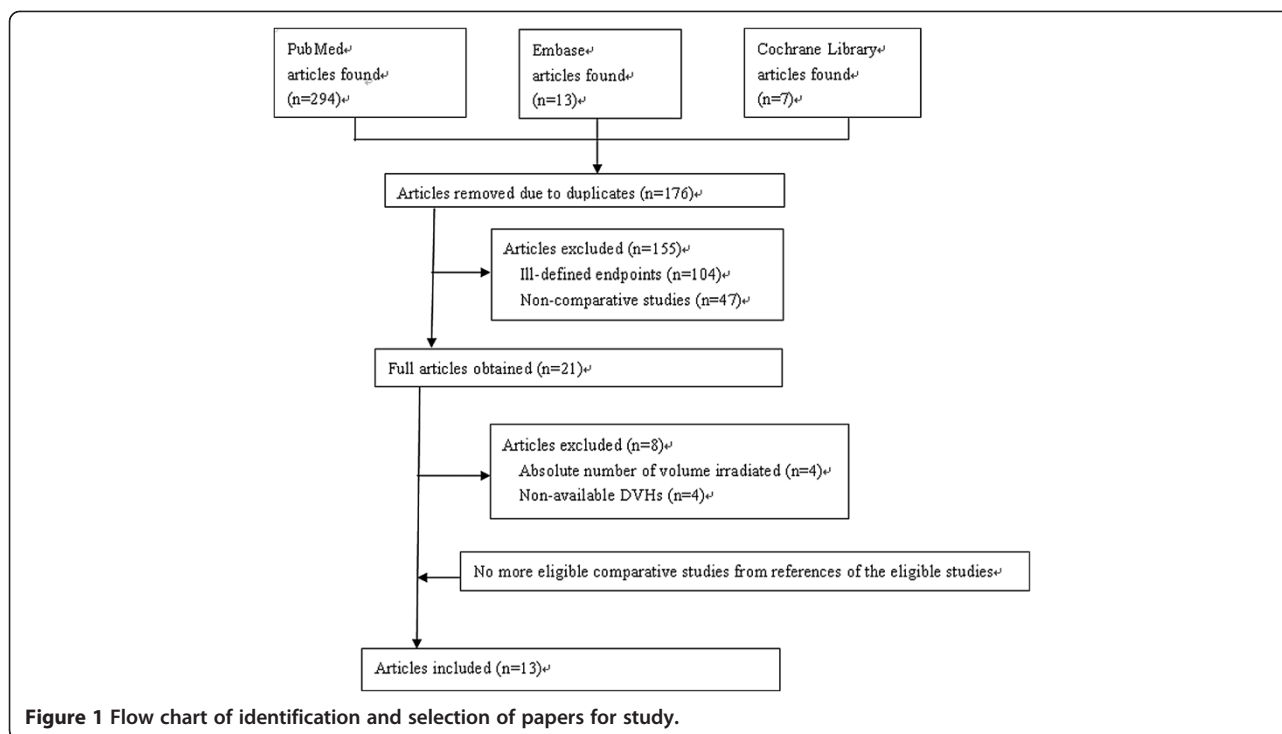 PubMed
articles found
(n=294)
Embase
articles found
(n=13)
Cochrane Library
articles found
(n=7)
Articles removed due to duplicates (n=176)
Articles excluded (n=155)
Ill-defined endpoints (n=104)
Non-comparative studies (n=47)
Full articles obtained (n=21)
Articles excluded (n=8)
Absolute number of volume irradiated (n=4)
Non-available DVHs (n=4)
No more eligible comparative studies from references of the eligible studies
Articles included (n=13)
Figure 1 Flow chart of identification and selection of papers for study.